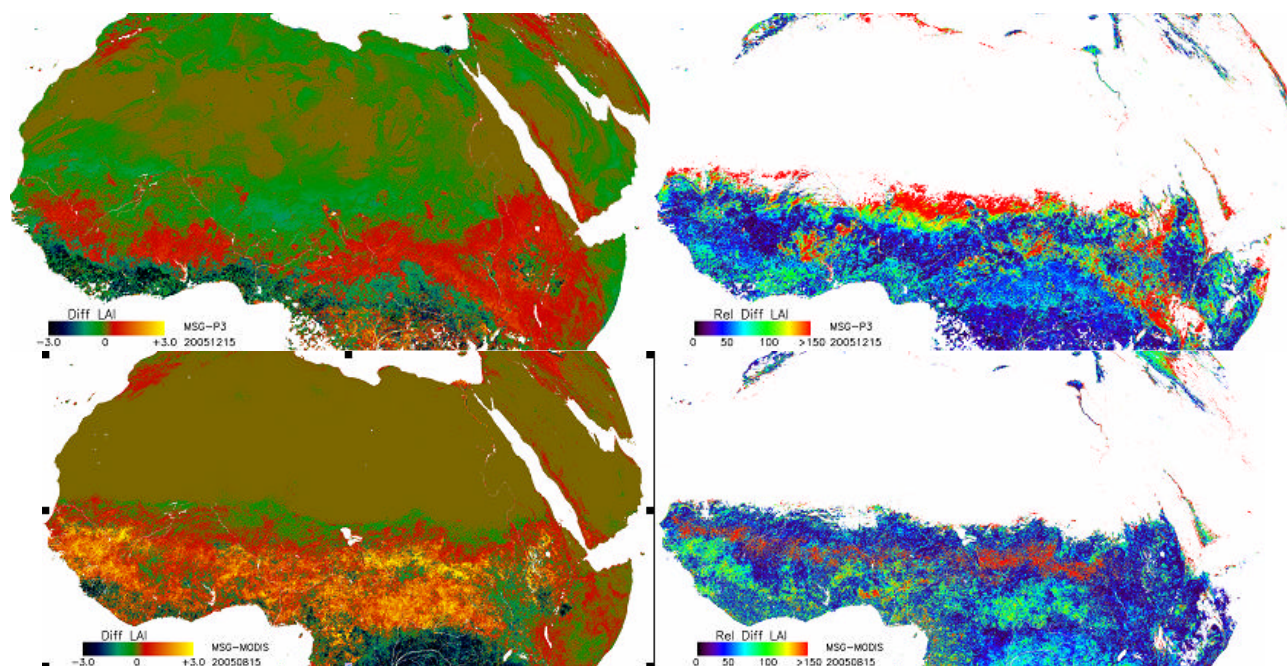 Diff LAI
MSG-P3
-3.0 0 +3.0 20051215
Rel Diff LAI
MSG-P3
0 50 100 >150 20051215
Diff LAI
MSG-MODIS
-3.0 0 +3.0 20050815
Rel Diff LAI
MSG-MODIS
0 50 100 >150 20050815